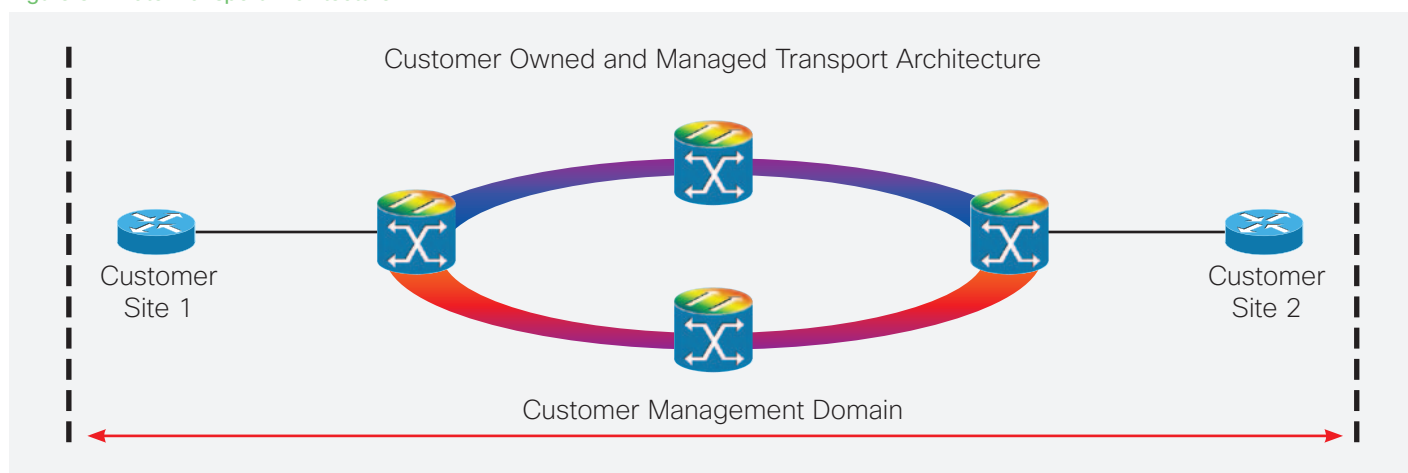 Customer Owned and Managed Transport Architecture
Customer
Site 1
Customer
Site 2
Customer Management Domain